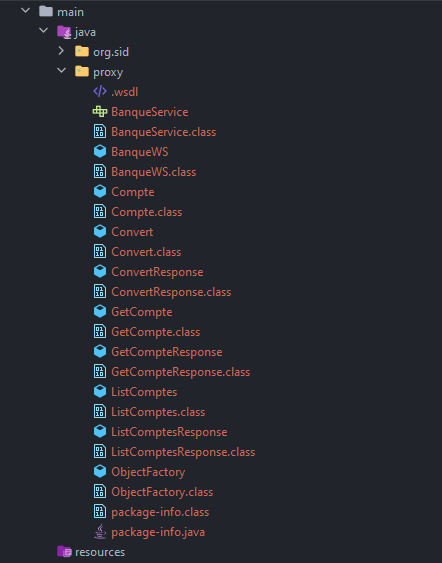 main
java
org.sid
proxy
.wsdl
BanqueService
BanqueService.class
BanqueWS
BanqueWS.class
Compte
Compte.class
Convert
Convert.class
ConvertResponse
ConvertResponse.class
GetCompte
GetCompte.class
GetCompteResponse
GetCompteResponse.class
ListComptes
ListComptes.class
ListComptesResponse
ListComptesResponse.class
ObjectFactory
ObjectFactory.class
package-info.class
package-info.java
resources